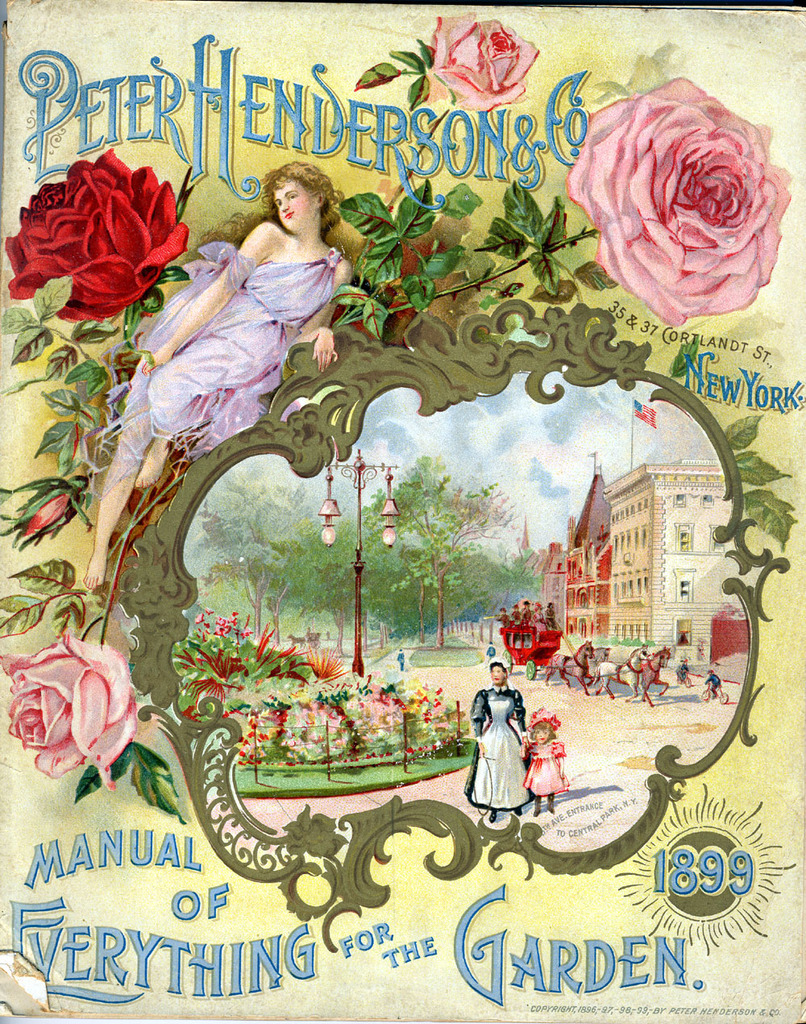 PETER HENDERSON & CO
35 & 37 CORTLANDT ST.,
NEW YORK.
AVE. ENTRANCE
TO CENTRAL PARK, N.Y.
1899
MANUAL
OF
EVERYTHING FOR THE GARDEN.
COPYRIGHT, 1896,-97,-98,-99,-BY PETER HENDERSON & CO.